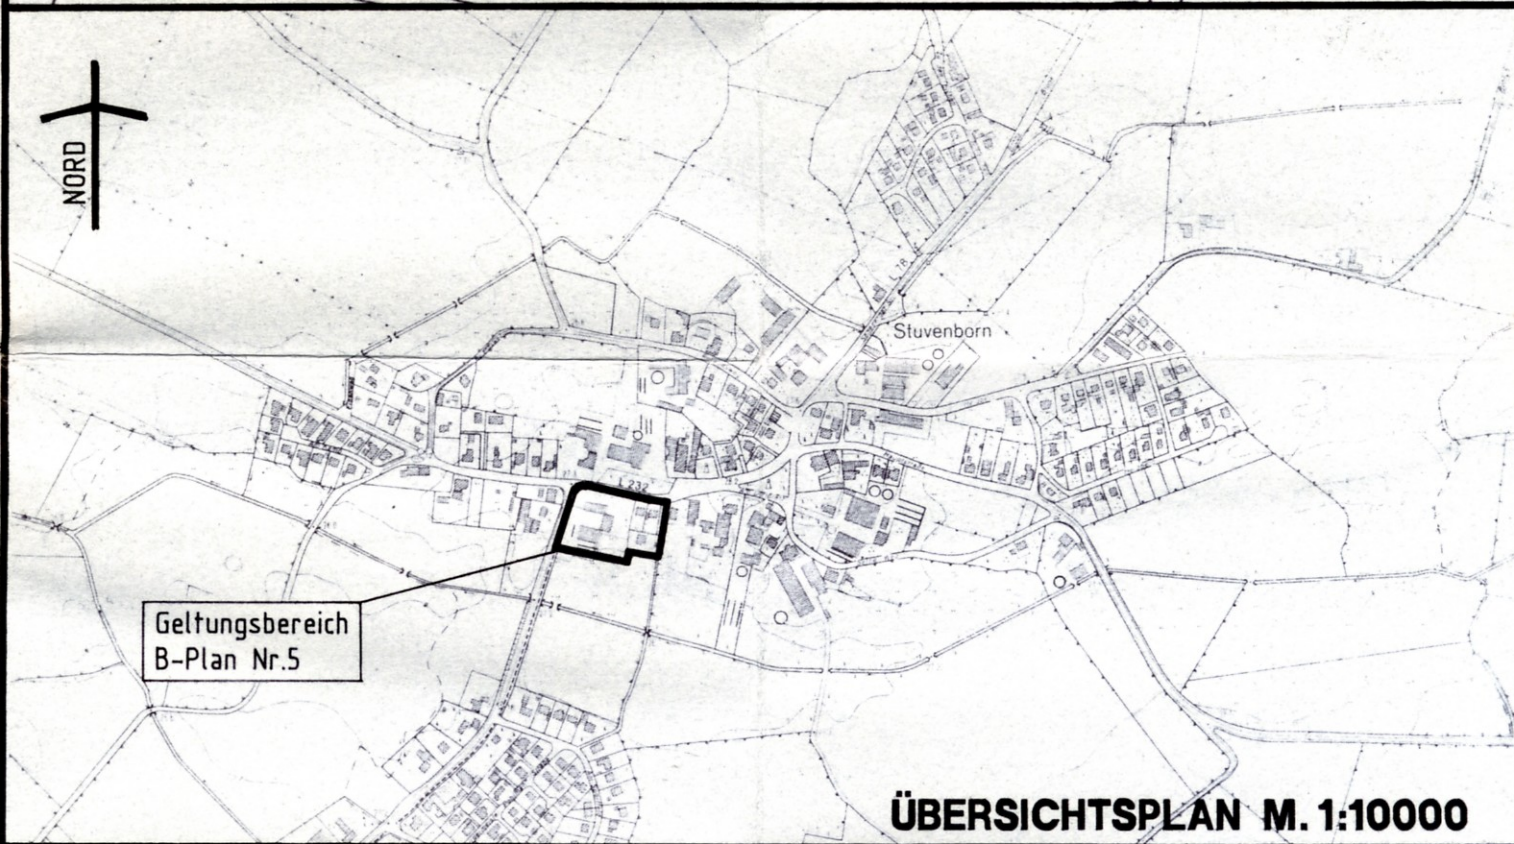 NORD
L 78
Stuvenborn
L 232
Geltungsbereich
B-Plan Nr.5
ÜBERSICHTSPLAN M. 1:10000